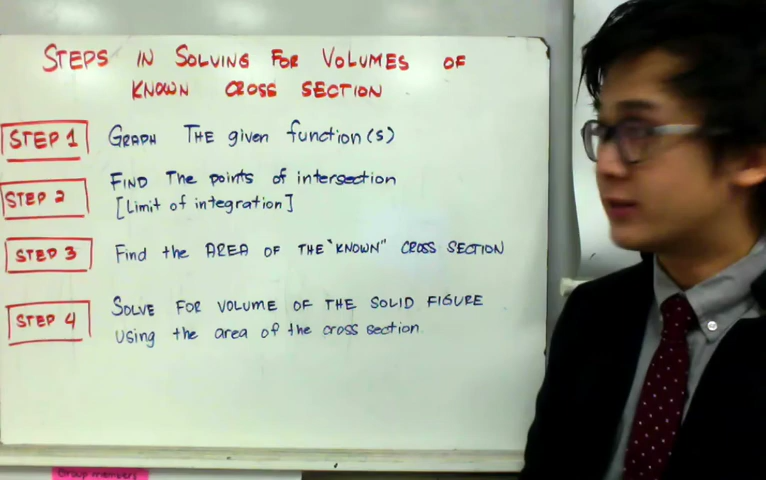 STEPS IN SOLVING FOR VOLUMES OF
KNOWN CROSS SECTION
STEP 1 GRAPH THE given function(s)
STEP 2 FIND The points of intersection
[Limit of integration]
STEP 3 Find the AREA OF THE "KNOWN" CROSS SECTION
STEP 4 SOLVE FOR VOLUME OF THE SOLID FIGURE
using the area of the cross section.
Group members